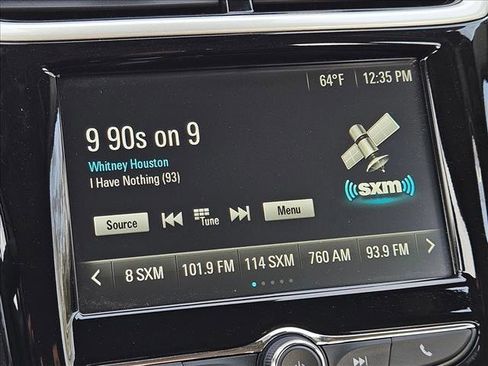 64°F 12:35 PM
9 90s on 9
Whitney Houston
I Have Nothing (93)
((sxm))
Source Tune Menu
8 SXM 101.9 FM 114 SXM 760 AM 93.9 FM